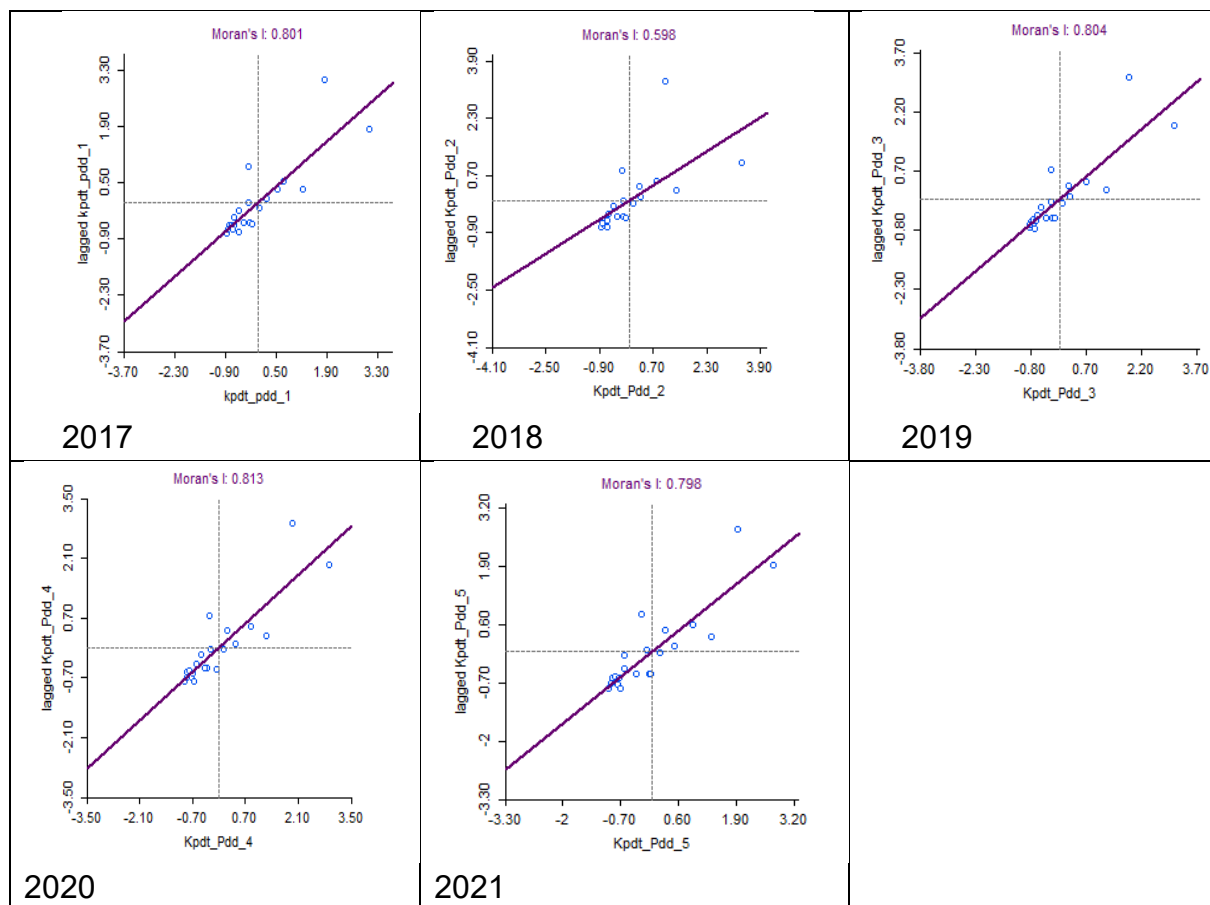 Moran's I: 0.801
lagged kpdt_pdd_1
3.30
1.90
0.50
-0.90
-2.30
-3.70
-3.70 -2.30 -0.90 0.50 1.90 3.30
kpdt_pdd_1
2017
Moran's I: 0.598
lagged Kpdt_Pdd_2
3.90
2.30
0.70
-0.90
-2.50
-4.10
-4.10 -2.50 -0.90 0.70 2.30 3.90
Kpdt_Pdd_2
2018
Moran's I: 0.804
lagged Kpdt_Pdd_3
3.70
2.20
0.70
-0.80
-2.30
-3.80
-3.80 -2.30 -0.80 0.70 2.20 3.70
Kpdt_Pdd_3
2019
Moran's I: 0.813
lagged Kpdt_Pdd_4
3.50
2.10
0.70
-0.70
-2.10
-3.50
-3.50 -2.10 -0.70 0.70 2.10 3.50
Kpdt_Pdd_4
2020
Moran's I: 0.798
lagged Kpdt_Pdd_5
3.20
1.90
0.60
-0.70
-2
-3.30
-3.30 -2 -0.70 0.60 1.90 3.20
Kpdt_Pdd_5
2021